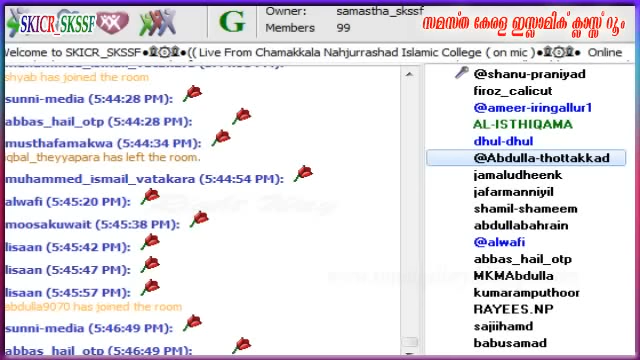 SKICR_SKSSF
G
Owner: samastha_skssf
Members 99
സമസ്ത കേരള ഇസ്ലാമിക് ക്ലാസ്സ് റൂം
Welcome to SKICR_SKSSF●۩۞۩●(( Live From Chamakkala Nahjurrashad Islamic College ( on mic ) ●۩۞۩● Online
shyab has joined the room
sunni-media (5:44:28 PM):
abbas_hail_otp (5:44:28 PM):
musthafamakwa (5:44:34 PM):
iqbal_theyyapara has left the room.
muhammed_ismail_vatakara (5:44:54 PM):
alwafi (5:45:20 PM):
moosakuwait (5:45:38 PM):
lisaan (5:45:42 PM):
lisaan (5:45:47 PM):
lisaan (5:45:57 PM):
abdulla9070 has joined the room
sunni-media (5:46:49 PM):
abbas_hail_otp (5:46:49 PM):
@shanu-praniyad
firoz_calicut
@ameer-iringallur1
AL-ISTHIQAMA
dhul-dhul
@Abdulla-thottakkad
jamaludheenk
jafarmanniyil
shamil-shameem
abdullabahrain
@alwafi
abbas_hail_otp
MKMAbdulla
kumaramputhoor
RAYEES.NP
sajiihamd
babusamad